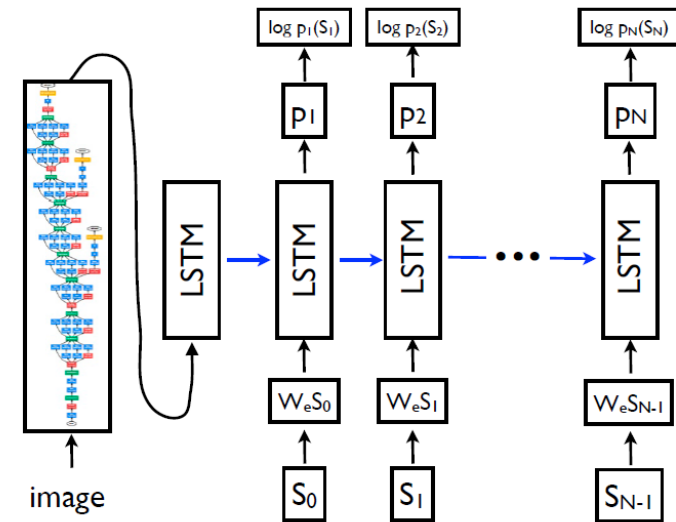 log p₁(S₁) log p₂(S₂) log pN(SN)
p₁ p₂ pN
LSTM LSTM LSTM LSTM
WeS₀ WeS₁ WeSN-1
image S₀ S₁ SN-1